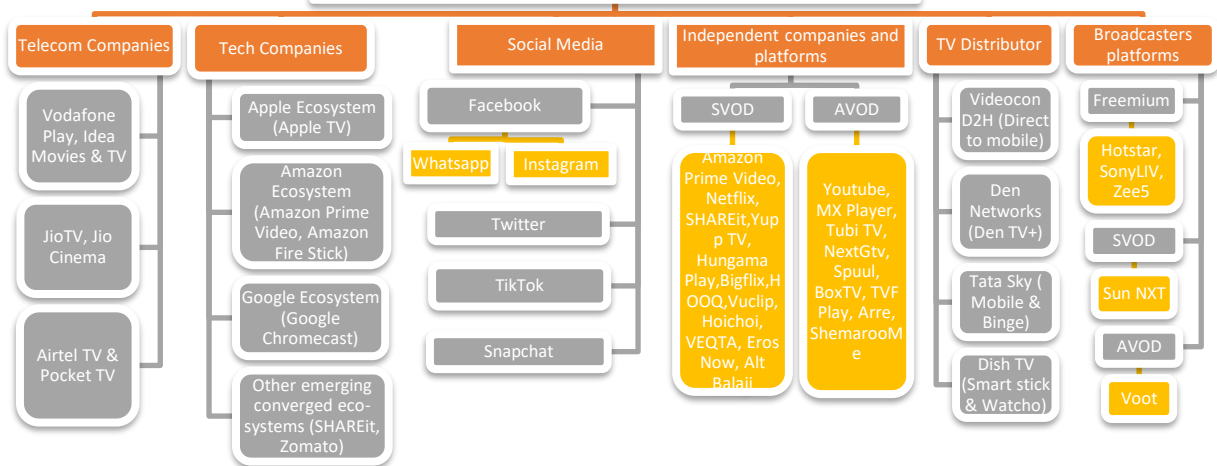 Telecom Companies
Vodafone
Play, Idea
Movies & TV
JioTV, Jio
Cinema
Airtel TV &
Pocket TV
Tech Companies
Apple Ecosystem
(Apple TV)
Amazon
Ecosystem
(Amazon Prime
Video, Amazon
Fire Stick)
Google Ecosystem
(Google
Chromecast)
Other emerging
converged eco-
systems (SHAREit,
Zomato)
Social Media
Facebook
Whatsapp
Instagram
Twitter
TikTok
Snapchat
Independent companies and
platforms
SVOD
Amazon
Prime Video,
Netflix,
SHAREit,Yup
p TV,
Hungama
Play,Bigflix,H
OOQ,Vuclip,
Hoichoi,
VEQTA, Eros
Now, Alt
Balaji
AVOD
Youtube,
MX Player,
Tubi TV,
NextGtv,
Spuul,
BoxTV, TVF
Play, Arre,
ShemarooM
e
TV Distributor
Videocon
D2H (Direct
to mobile)
Den
Networks
(Den TV+)
Tata Sky (
Mobile &
Binge)
Dish TV
(Smart stick
& Watcho)
Broadcasters
platforms
Freemium
Hotstar,
SonyLIV,
Zee5
SVOD
Sun NXT
AVOD
Voot